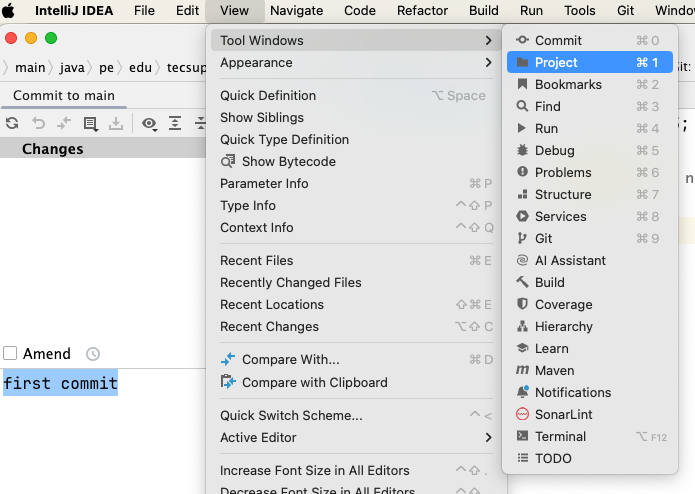 IntelliJ IDEA File Edit View Navigate Code Refactor Build Run Tools Git Window
main java pe edu tecsup
Commit to main
Changes
Amend
first commit
Tool Windows
Appearance
Quick Definition ⌥ Space
Show Siblings
Quick Type Definition
Show Bytecode
Parameter Info ⌘ P
Type Info ⌃⇧ P
Context Info ⌃⇧ Q
Recent Files ⌘ E
Recently Changed Files
Recent Locations ⇧⌘ E
Recent Changes ⌥⇧ C
Compare With... ⌘ D
Compare with Clipboard
Quick Switch Scheme... ⌃ <
Active Editor
Increase Font Size in All Editors ⌃⇧ .
Decrease Font Size in All Editors
Commit ⌘ 0
Project ⌘ 1
Bookmarks ⌘ 2
Find ⌘ 3
Run ⌘ 4
Debug ⌘ 5
Problems ⌘ 6
Structure ⌘ 7
Services ⌘ 8
Git ⌘ 9
AI Assistant
Build
Coverage
Hierarchy
Learn
Maven
Notifications
SonarLint
Terminal ⌥ F12
TODO
sit:
s;
n